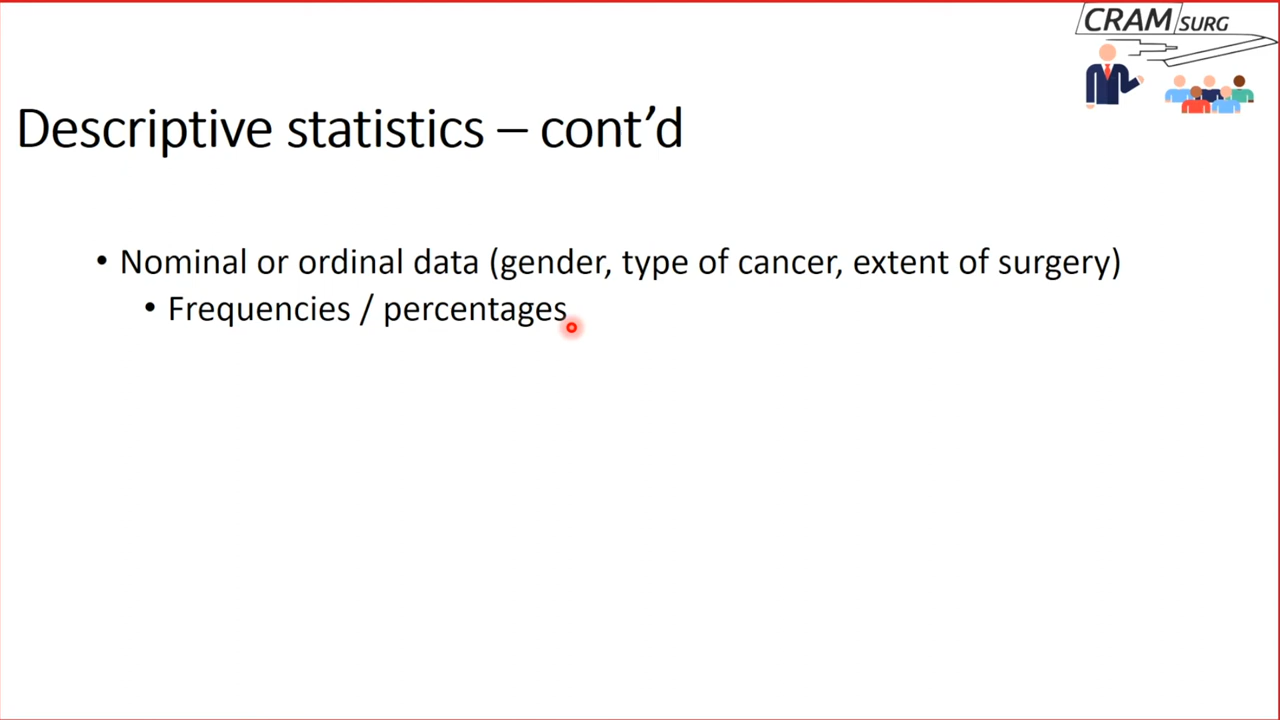 CRAM SURG
Descriptive statistics – cont’d
• Nominal or ordinal data (gender, type of cancer, extent of surgery)
• Frequencies / percentages